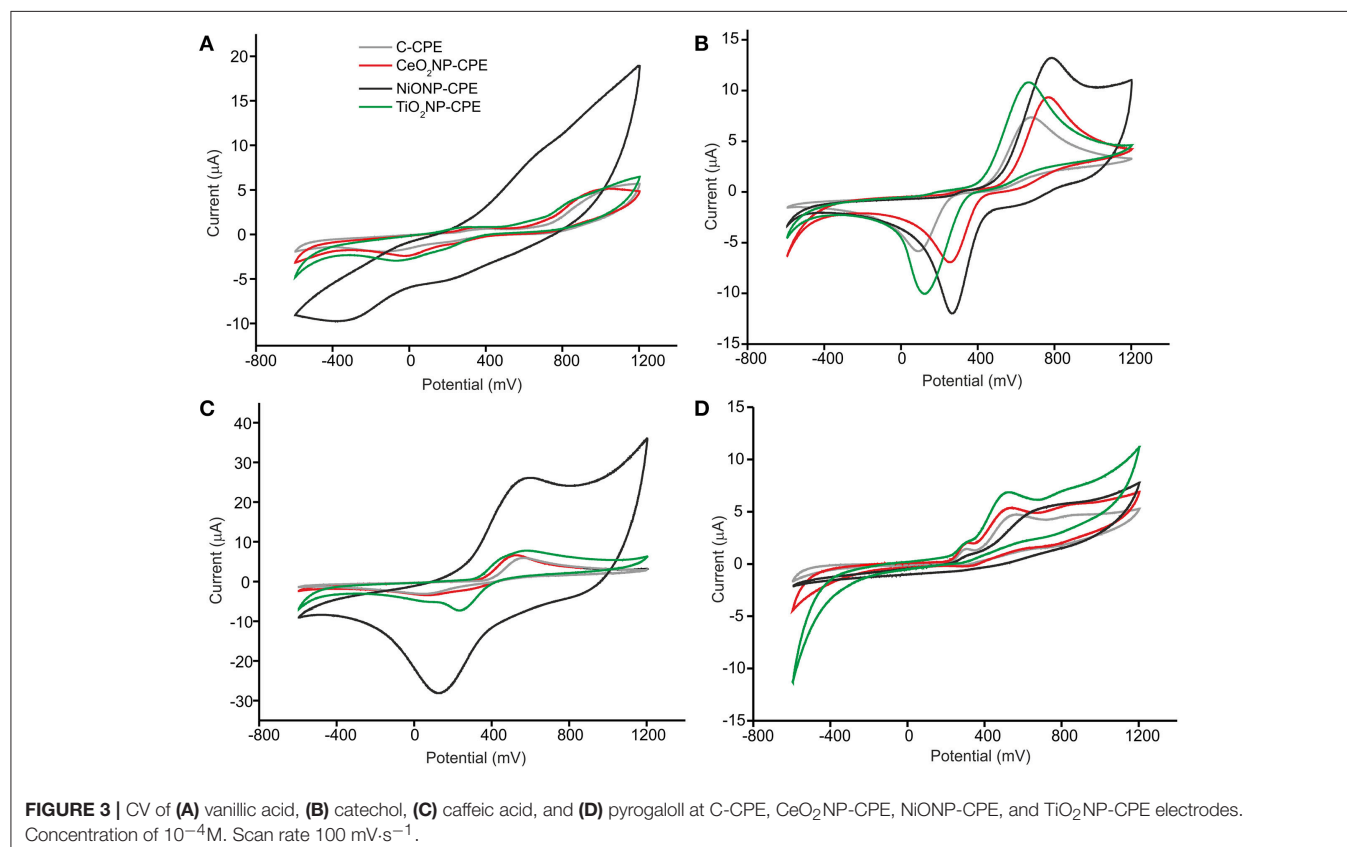 A
C-CPE
CeO₂NP-CPE
NiONP-CPE
TiO₂NP-CPE
20
15
10
5
0
-5
-10
Current (μA)
-800 -400 0 400 800 1200
Potential (mV)
B
15
10
5
0
-5
-10
-15
Current (μA)
-800 -400 0 400 800 1200
Potential (mV)
C
40
30
20
10
0
-10
-20
-30
Current (μA)
-800 -400 0 400 800 1200
Potential (mV)
D
15
10
5
0
-5
-10
-15
Current (μA)
-800 -400 0 400 800 1200
Potential (mV)
FIGURE 3 | CV of (A) vanillic acid, (B) catechol, (C) caffeic acid, and (D) pyrogaloll at C-CPE, CeO₂NP-CPE, NiONP-CPE, and TiO₂NP-CPE electrodes.
Concentration of 10⁻⁴M. Scan rate 100 mV·s⁻¹.